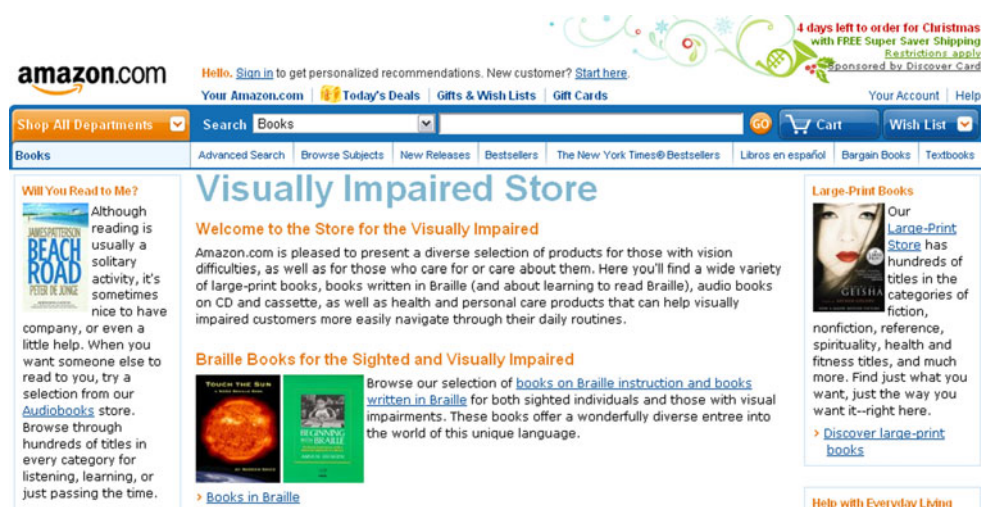 4 days left to order for Christmas
with FREE Super Saver Shipping
Restrictions apply
Sponsored by Discover Card
amazon.com
Hello. Sign in to get personalized recommendations. New customer? Start here.
Your Amazon.com | Today's Deals | Gifts & Wish Lists | Gift Cards
Your Account | Help
Shop All Departments
Search Books
GO
Cart
Wish List
Books
Advanced Search | Browse Subjects | New Releases | Bestsellers | The New York Times® Bestsellers | Libros en español | Bargain Books | Textbooks
Will You Read to Me?
JAMES PATTERSON
BEACH
ROAD
PETER DE JONGE
Although
reading is
usually a
solitary
activity, it's
sometimes
nice to have
company, or even a
little help. When you
want someone else to
read to you, try a
selection from our
Audiobooks store.
Browse through
hundreds of titles in
every category for
listening, learning, or
just passing the time.
Visually Impaired Store
Welcome to the Store for the Visually Impaired
Amazon.com is pleased to present a diverse selection of products for those with vision
difficulties, as well as for those who care for or care about them. Here you'll find a wide variety
of large-print books, books written in Braille (and about learning to read Braille), audio books
on CD and cassette, as well as health and personal care products that can help visually
impaired customers more easily navigate through their daily routines.
Braille Books for the Sighted and Visually Impaired
TOUCH THE SUN
BEGINNING
WITH BRAILLE
Browse our selection of books on Braille instruction and books
written in Braille for both sighted individuals and those with visual
impairments. These books offer a wonderfully diverse entree into
the world of this unique language.
> Books in Braille
Large-Print Books
GEISHA
Our
Large-Print
Store has
hundreds of
titles in the
categories of
fiction,
nonfiction, reference,
spirituality, health and
fitness titles, and much
more. Find just what you
want, just the way you
want it--right here.
> Discover large-print
books
Help with Everyday Living